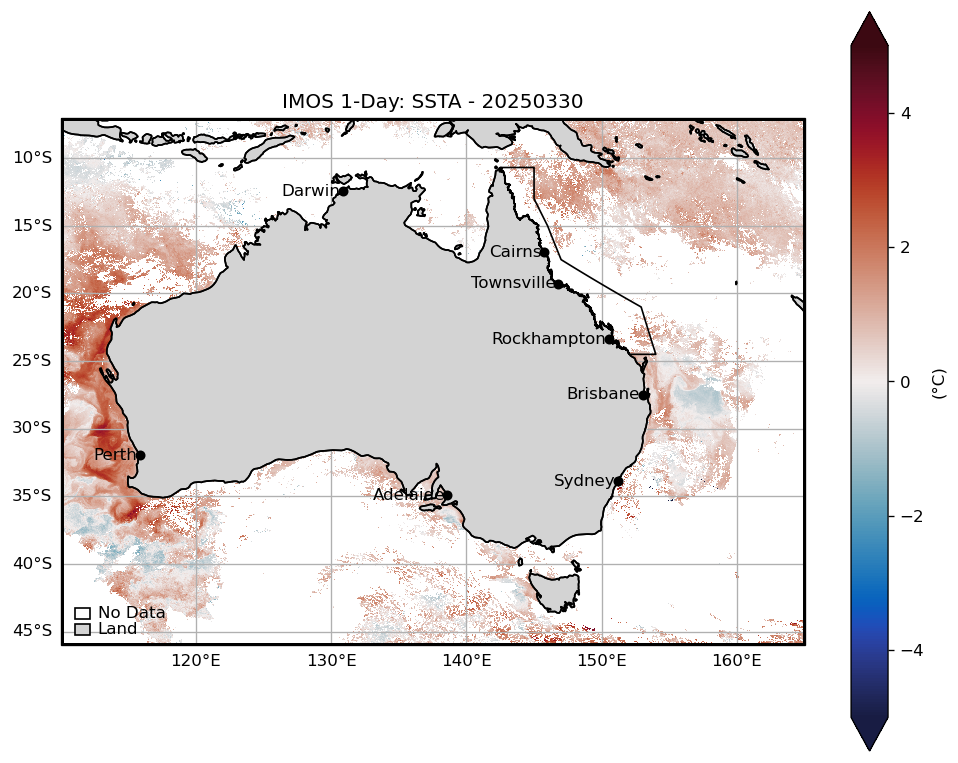 IMOS 1-Day: SSTA - 20250330
10°S
15°S
20°S
25°S
30°S
35°S
40°S
45°S
Darwin
Cairns
Townsville
Rockhampton
Brisbane
Perth
Sydney
Adelaide
No Data
Land
120°E
130°E
140°E
150°E
160°E
4
2
0
−2
−4
(°C)